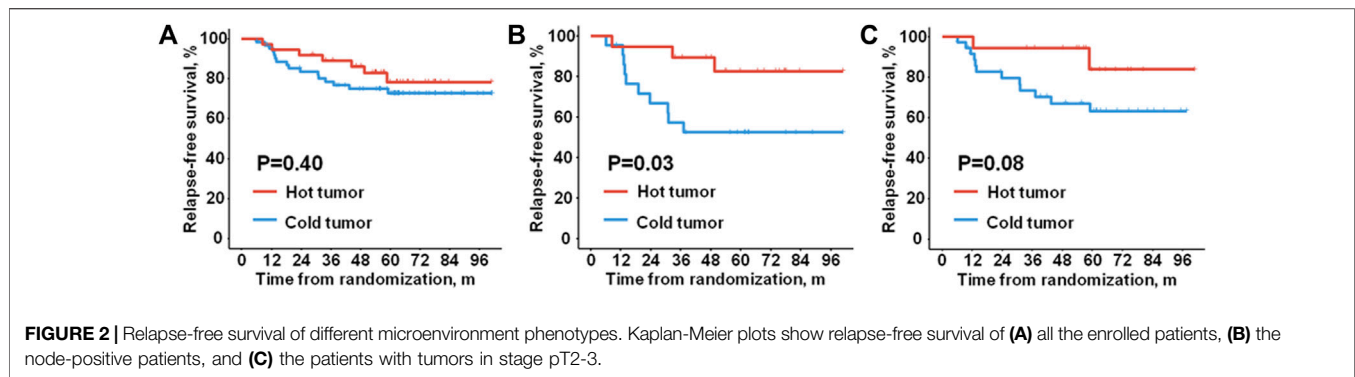 A
Relapse-free survival, %
100
80
60
40
20
0
P=0.40
Hot tumor
Cold tumor
0 12 24 36 48 60 72 84 96
Time from randomization, m
B
Relapse-free survival, %
100
80
60
40
20
0
P=0.03
Hot tumor
Cold tumor
0 12 24 36 48 60 72 84 96
Time from randomization, m
C
Relapse-free survival, %
100
80
60
40
20
0
P=0.08
Hot tumor
Cold tumor
0 12 24 36 48 60 72 84 96
Time from randomization, m
FIGURE 2 | Relapse-free survival of different microenvironment phenotypes. Kaplan-Meier plots show relapse-free survival of (A) all the enrolled patients, (B) the
node-positive patients, and (C) the patients with tumors in stage pT2-3.